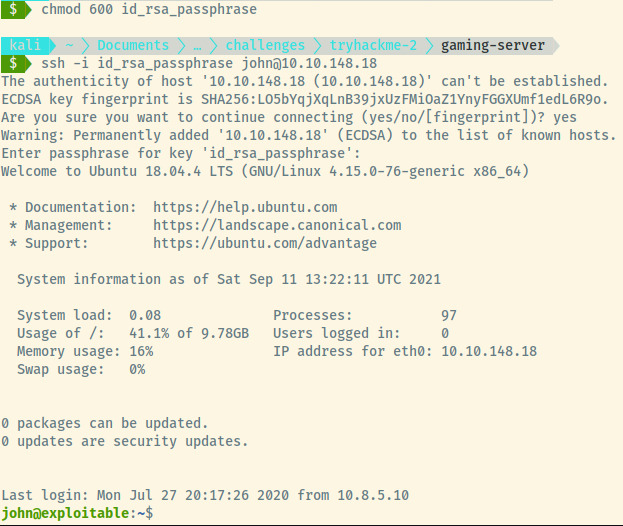 $ chmod 600 id_rsa_passphrase
kali ~ Documents … challenges tryhackme-2 gaming-server
$ ssh -i id_rsa_passphrase john@10.10.148.18
The authenticity of host '10.10.148.18 (10.10.148.18)' can't be established.
ECDSA key fingerprint is SHA256:LO5bYqjXqLnB39jxUzFMiOaZ1YnyFGGXUmf1edL6R9o.
Are you sure you want to continue connecting (yes/no/[fingerprint])? yes
Warning: Permanently added '10.10.148.18' (ECDSA) to the list of known hosts.
Enter passphrase for key 'id_rsa_passphrase':
Welcome to Ubuntu 18.04.4 LTS (GNU/Linux 4.15.0-76-generic x86_64)
* Documentation:  https://help.ubuntu.com
* Management:     https://landscape.canonical.com
* Support:        https://ubuntu.com/advantage
System information as of Sat Sep 11 13:22:11 UTC 2021
System load:  0.08              Processes:           97
Usage of /:   41.1% of 9.78GB   Users logged in:     0
Memory usage: 16%               IP address for eth0: 10.10.148.18
Swap usage:   0%
0 packages can be updated.
0 updates are security updates.
Last login: Mon Jul 27 20:17:26 2020 from 10.8.5.10
john@exploitable:~$